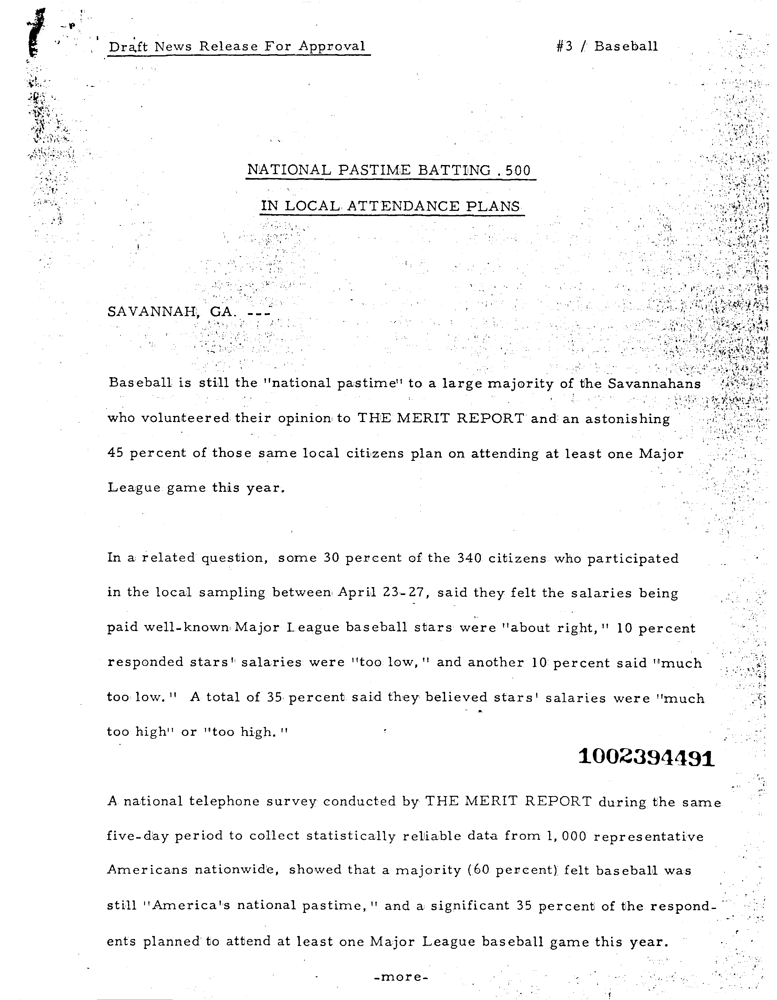 Draft News Release For Approval #3 / Baseball
NATIONAL PASTIME BATTING .500
IN LOCAL ATTENDANCE PLANS
SAVANNAH, GA. ---
Baseball is still the "national pastime" to a large majority of the Savannahans
who volunteered their opinion to THE MERIT REPORT and an astonishing
45 percent of those same local citizens plan on attending at least one Major
League game this year.
In a related question, some 30 percent of the 340 citizens who participated
in the local sampling between April 23-27, said they felt the salaries being
paid well-known Major League baseball stars were "about right," 10 percent
responded stars' salaries were "too low," and another 10 percent said "much
too low." A total of 35 percent said they believed stars' salaries were "much
too high" or "too high."
1002394491
A national telephone survey conducted by THE MERIT REPORT during the same
five-day period to collect statistically reliable data from 1,000 representative
Americans nationwide, showed that a majority (60 percent) felt baseball was
still "America's national pastime," and a significant 35 percent of the respond-
ents planned to attend at least one Major League baseball game this year.
-more-